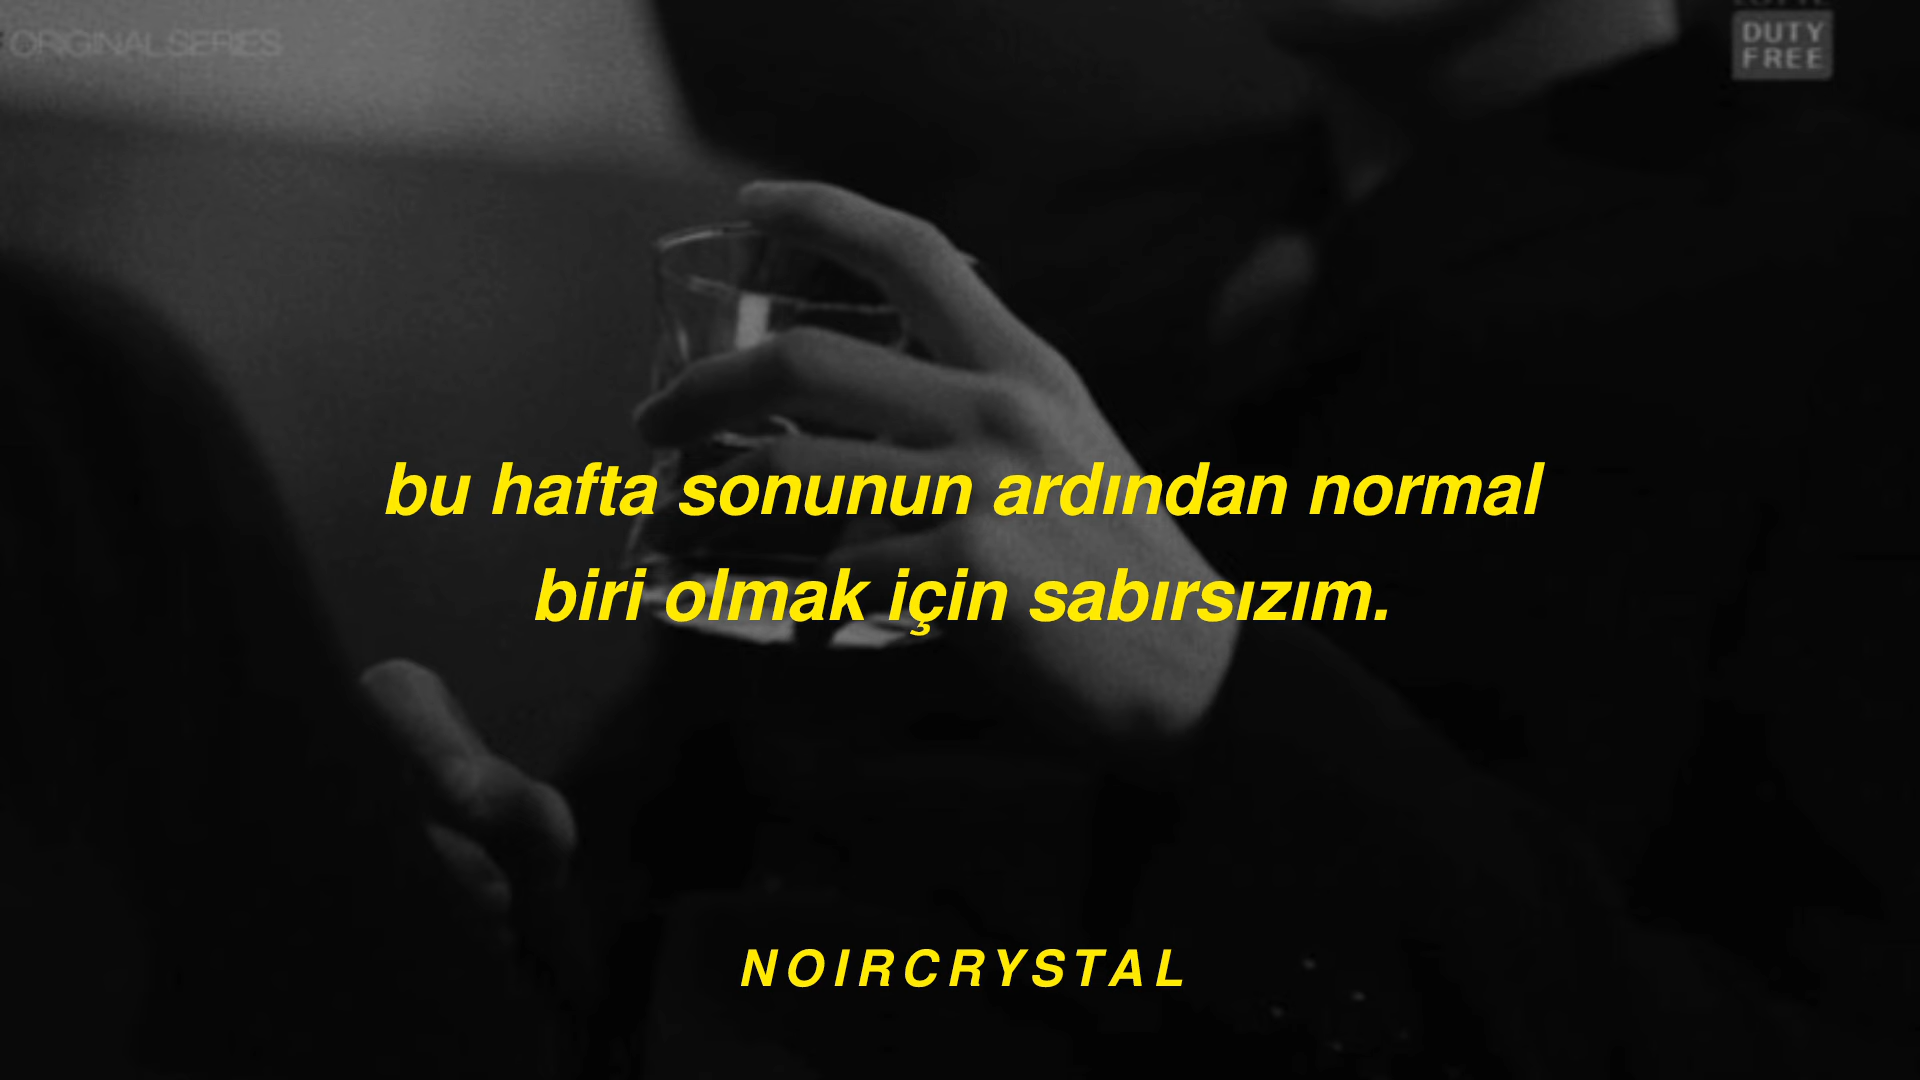 ORIGINAL SERIES
DUTY
FREE
bu hafta sonunun ardından normal
biri olmak için sabırsızım.
NOIRCRYSTAL